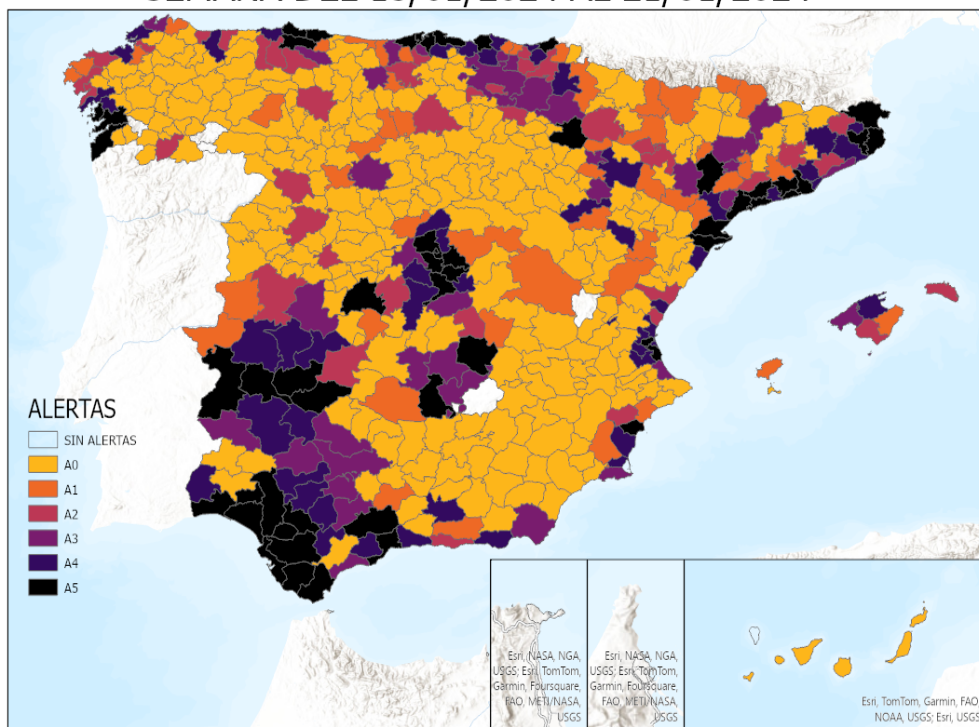 ALERTAS
SIN ALERTAS
A0
A1
A2
A3
A4
A5
Esri, NASA, NGA,
USGS; Esri, TomTom,
Garmin, Foursquare,
FAO, METI/NASA,
USGS
Esri, NASA, NGA,
USGS; Esri, TomTom,
Garmin, Foursquare,
FAO, METI/NASA,
USGS
Esri, TomTom, Garmin, FAO,
NOAA, USGS; Esri, USGS